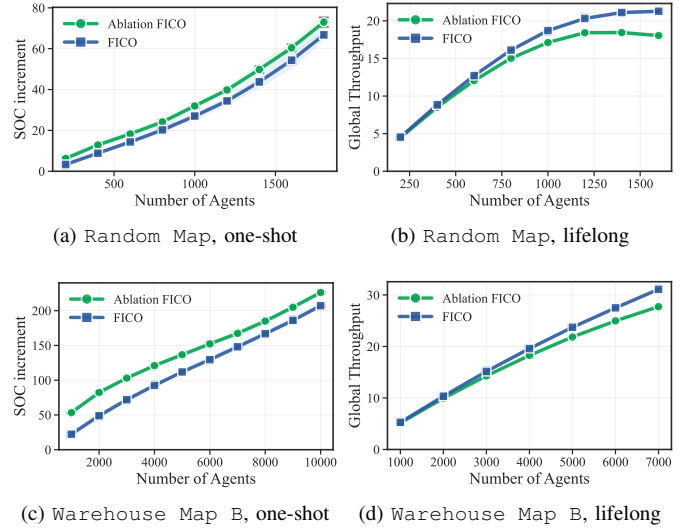 80
60
40
20
0
SOC increment
Ablation FICO
FICO
500
1000
1500
Number of Agents
(a) Random Map, one-shot
20
15
10
5
0
Global Throughput
Ablation FICO
FICO
250
500
750
1000
1250
1500
Number of Agents
(b) Random Map, lifelong
200
150
100
50
0
SOC increment
Ablation FICO
FICO
2000
4000
6000
8000
10000
Number of Agents
(c) Warehouse Map B, one-shot
30
20
10
0
Global Throughput
Ablation FICO
FICO
1000
2000
3000
4000
5000
6000
7000
Number of Agents
(d) Warehouse Map B, lifelong